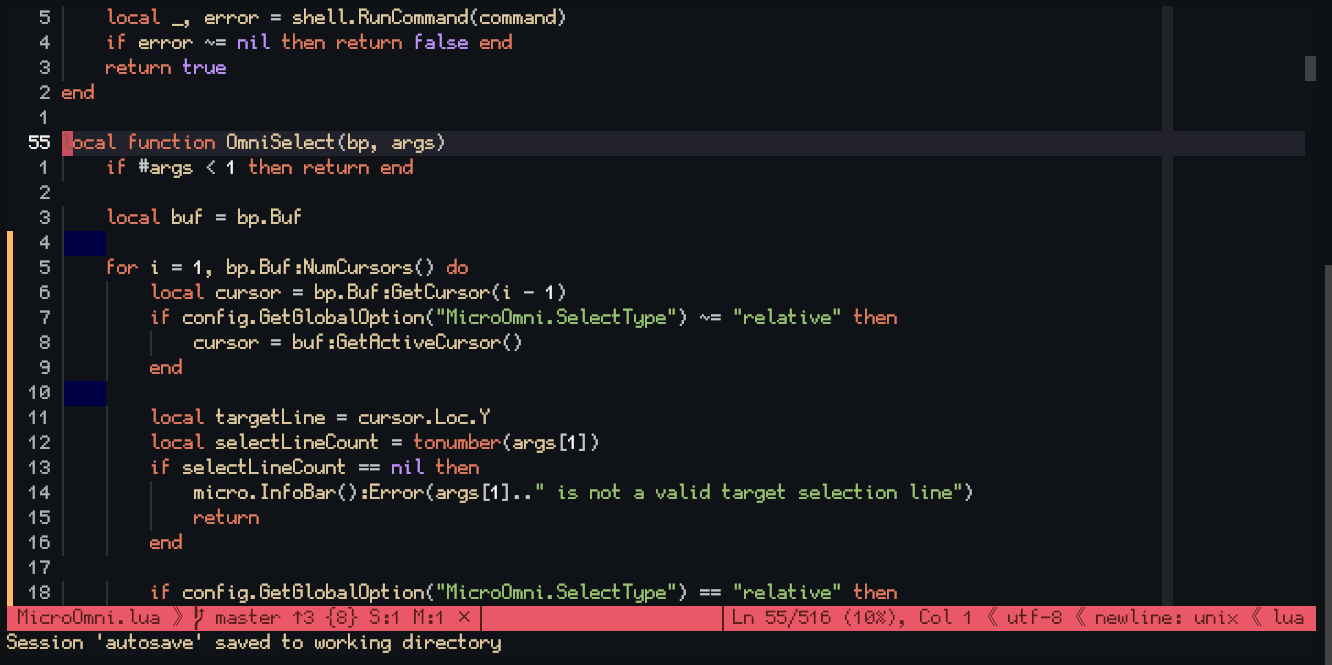 5     local _, error = shell.RunCommand(command)
4     if error ~= nil then return false end
3     return true
2 end
1
55 local function OmniSelect(bp, args)
1     if #args < 1 then return end
2
3     local buf = bp.Buf
4
5     for i = 1, bp.Buf:NumCursors() do
6         local cursor = bp.Buf:GetCursor(i - 1)
7         if config.GetGlobalOption("MicroOmni.SelectType") ~= "relative" then
8             cursor = buf:GetActiveCursor()
9         end
10
11         local targetLine = cursor.Loc.Y
12         local selectLineCount = tonumber(args[1])
13         if selectLineCount == nil then
14             micro.InfoBar():Error(args[1].." is not a valid target selection line")
15             return
16         end
17
18         if config.GetGlobalOption("MicroOmni.SelectType") == "relative" then
MicroOmni.lua 》 master ↑3 {8} S:1 M:1 × Ln 55/516 (10%), Col 1 《 utf-8 《 newline: unix 《 lua
Session 'autosave' saved to working directory